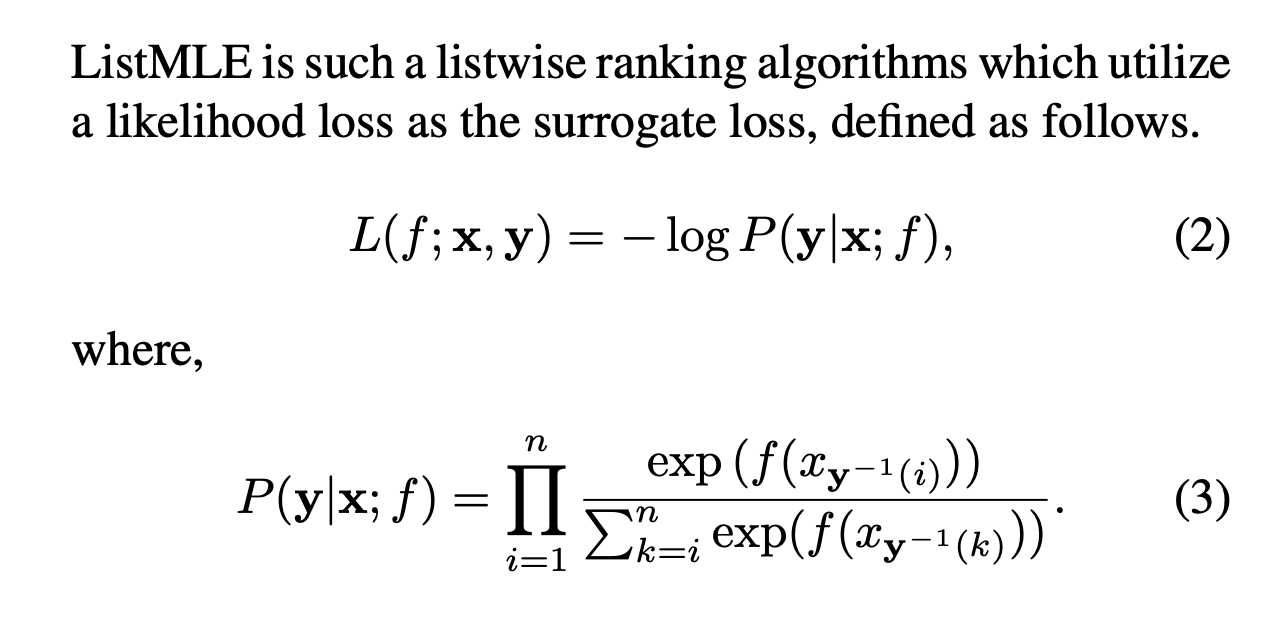 ListMLE is such a listwise ranking algorithms which utilize
a likelihood loss as the surrogate loss, defined as follows.
L(f; x, y) = − log P(y|x; f), (2)
where,
P(y|x; f) = ∏_{i=1}^{n} exp (f(x_{y^{−1}(i)})) / ∑_{k=i}^{n} exp(f(x_{y^{−1}(k)})) . (3)